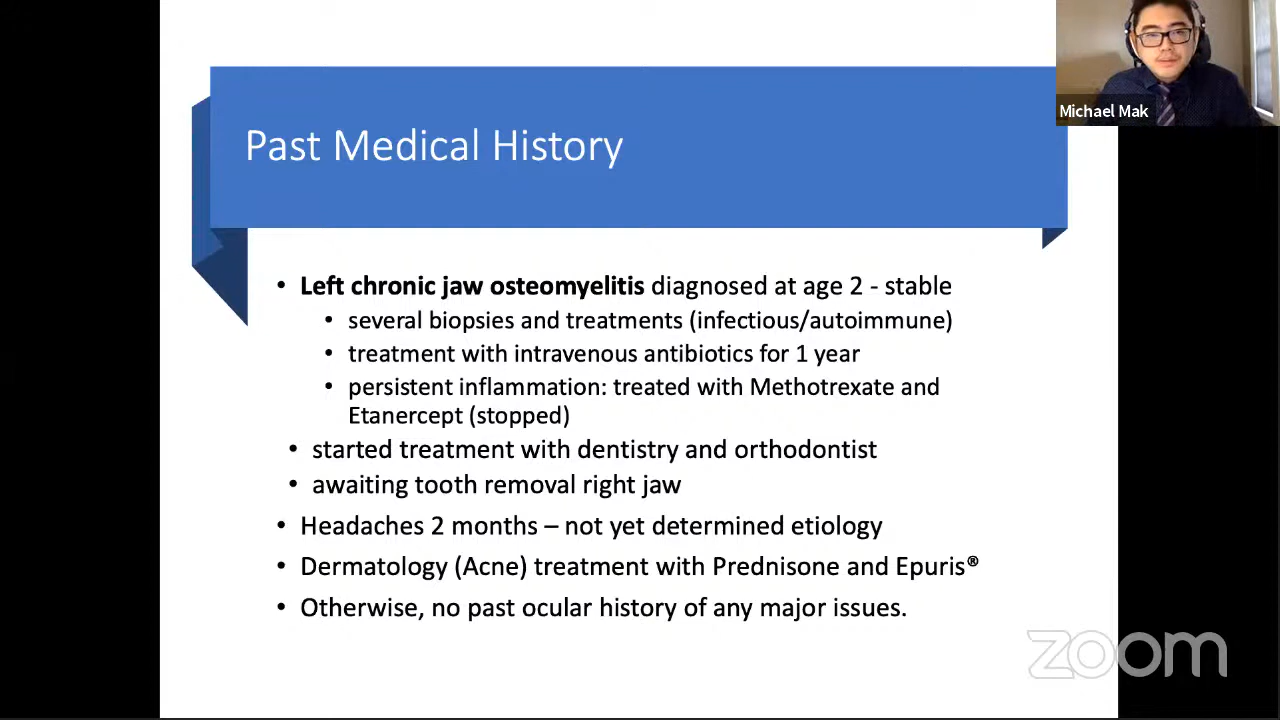 Michael Mak
Past Medical History
• Left chronic jaw osteomyelitis diagnosed at age 2 - stable
• several biopsies and treatments (infectious/autoimmune)
• treatment with intravenous antibiotics for 1 year
• persistent inflammation: treated with Methotrexate and
Etanercept (stopped)
• started treatment with dentistry and orthodontist
• awaiting tooth removal right jaw
• Headaches 2 months – not yet determined etiology
• Dermatology (Acne) treatment with Prednisone and Epuris®
• Otherwise, no past ocular history of any major issues.
zoom